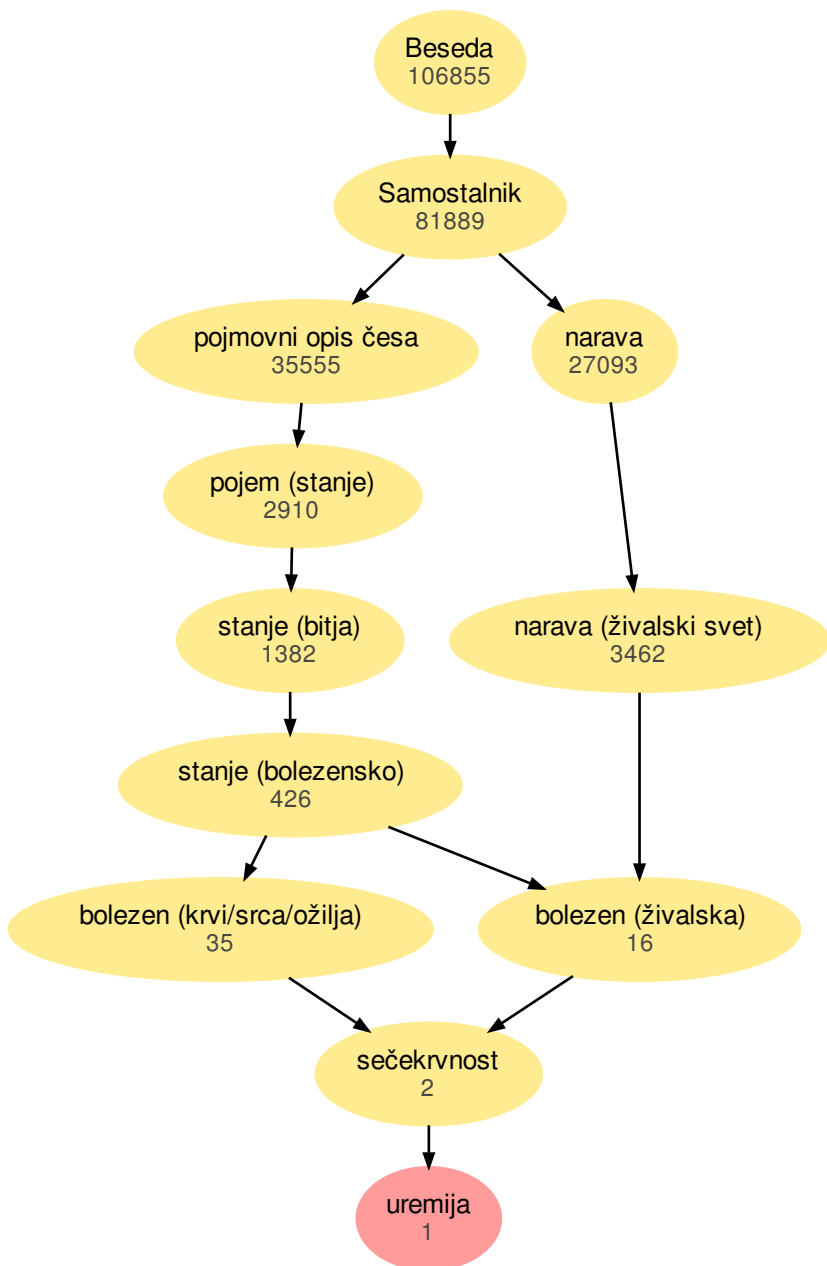 Beseda
106855
Samostalnik
81889
pojmovni opis česa
35555
narava
27093
pojem (stanje)
2910
stanje (bitja)
1382
narava (živalski svet)
3462
stanje (bolezensko)
426
bolezen (krvi/srca/ožilja)
35
bolezen (živalska)
16
sečekrvnost
2
uremija
1